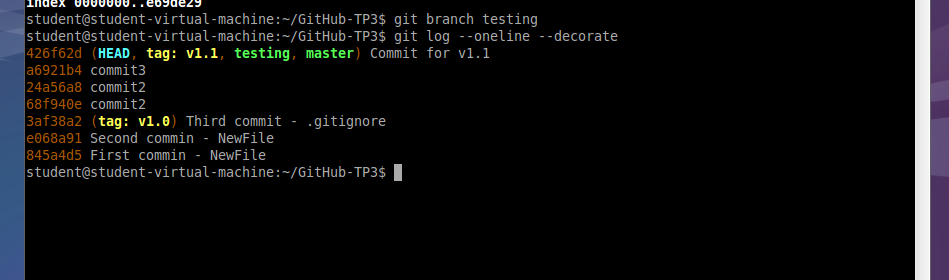 index 0000000..e69de29
student@student-virtual-machine:~/GitHub-TP3$ git branch testing
student@student-virtual-machine:~/GitHub-TP3$ git log --oneline --decorate
426f62d (HEAD, tag: v1.1, testing, master) Commit for v1.1
a6921b4 commit3
24a56a8 commit2
68f940e commit2
3af38a2 (tag: v1.0) Third commit - .gitignore
e068a91 Second commin - NewFile
845a4d5 First commin - NewFile
student@student-virtual-machine:~/GitHub-TP3$